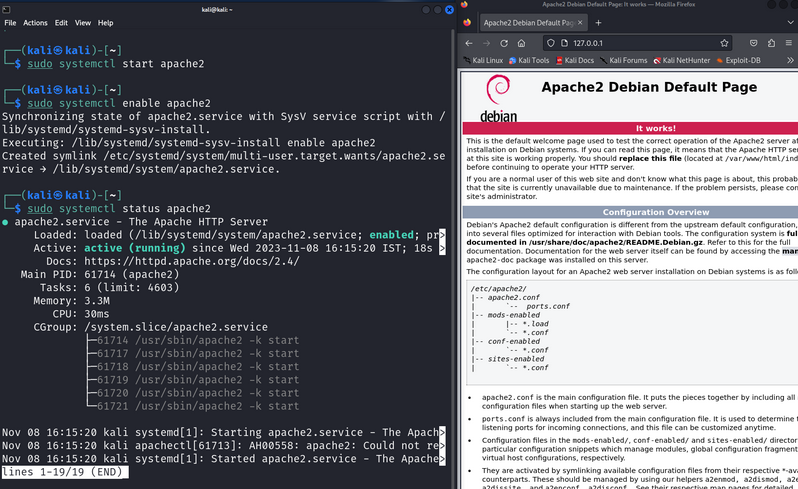 kali@kali: ~
File Actions Edit View Help
┌──(kali㉿kali)-[~]
└─$ sudo systemctl start apache2
┌──(kali㉿kali)-[~]
└─$ sudo systemctl enable apache2
Synchronizing state of apache2.service with SysV service script with /
lib/systemd/systemd-sysv-install.
Executing: /lib/systemd/systemd-sysv-install enable apache2
Created symlink /etc/systemd/system/multi-user.target.wants/apache2.se
rvice → /lib/systemd/system/apache2.service.
┌──(kali㉿kali)-[~]
└─$ sudo systemctl status apache2
● apache2.service - The Apache HTTP Server
Loaded: loaded (/lib/systemd/system/apache2.service; enabled; pr>
Active: active (running) since Wed 2023-11-08 16:15:20 IST; 18s >
Docs: https://httpd.apache.org/docs/2.4/
Main PID: 61714 (apache2)
Tasks: 6 (limit: 4603)
Memory: 3.3M
CPU: 30ms
CGroup: /system.slice/apache2.service
├─61714 /usr/sbin/apache2 -k start
├─61717 /usr/sbin/apache2 -k start
├─61718 /usr/sbin/apache2 -k start
├─61719 /usr/sbin/apache2 -k start
├─61720 /usr/sbin/apache2 -k start
└─61721 /usr/sbin/apache2 -k start
Nov 08 16:15:20 kali systemd[1]: Starting apache2.service - The Apach>
Nov 08 16:15:20 kali apachectl[61713]: AH00558: apache2: Could not re>
Nov 08 16:15:20 kali systemd[1]: Started apache2.service - The Apache>
lines 1-19/19 (END)
Apache2 Debian Default Page: It works — Mozilla Firefox
Apache2 Debian Default Pag
127.0.0.1
Kali Linux Kali Tools Kali Docs Kali Forums Kali NetHunter Exploit-DB
debian
Apache2 Debian Default Page
It works!
This is the default welcome page used to test the correct operation of the Apache2 server af
installation on Debian systems. If you can read this page, it means that the Apache HTTP ser
at this site is working properly. You should replace this file (located at /var/www/html/ind
before continuing to operate your HTTP server.
If you are a normal user of this web site and don't know what this page is about, this probab
that the site is currently unavailable due to maintenance. If the problem persists, please con
site's administrator.
Configuration Overview
Debian's Apache2 default configuration is different from the upstream default configuration,
into several files optimized for interaction with Debian tools. The configuration system is ful
documented in /usr/share/doc/apache2/README.Debian.gz. Refer to this for the full
documentation. Documentation for the web server itself can be found by accessing the man
apache2-doc package was installed on this server.
The configuration layout for an Apache2 web server installation on Debian systems is as follo
/etc/apache2/
|-- apache2.conf
|       `--  ports.conf
|-- mods-enabled
|       |-- *.load
|       `-- *.conf
|-- conf-enabled
|       `-- *.conf
|-- sites-enabled
|       `-- *.conf
• apache2.conf is the main configuration file. It puts the pieces together by including all
configuration files when starting up the web server.
• ports.conf is always included from the main configuration file. It is used to determine t
listening ports for incoming connections, and this file can be customized anytime.
• Configuration files in the mods-enabled/, conf-enabled/ and sites-enabled/ director
particular configuration snippets which manage modules, global configuration fragment
virtual host configurations, respectively.
• They are activated by symlinking available configuration files from their respective *-av
counterparts. These should be managed by using our helpers a2enmod, a2dismod, a2e
a2dissite, and a2enconf, a2disconf. See their respective man pages for detailed